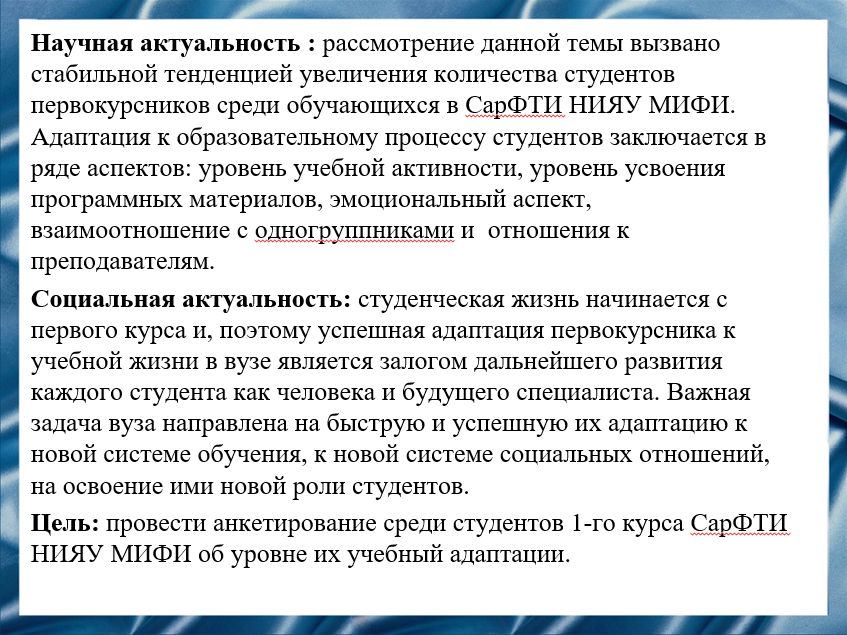 Научная актуальность : рассмотрение данной темы вызвано
стабильной тенденцией увеличения количества студентов
первокурсников среди обучающихся в СарФТИ НИЯУ МИФИ.
Адаптация к образовательному процессу студентов заключается в
ряде аспектов: уровень учебной активности, уровень усвоения
программных материалов, эмоциональный аспект,
взаимоотношение с одногруппниками и  отношения к
преподавателям.
Социальная актуальность: студенческая жизнь начинается с
первого курса и, поэтому успешная адаптация первокурсника к
учебной жизни в вузе является залогом дальнейшего развития
каждого студента как человека и будущего специалиста. Важная
задача вуза направлена на быструю и успешную их адаптацию к
новой системе обучения, к новой системе социальных отношений,
на освоение ими новой роли студентов.
Цель: провести анкетирование среди студентов 1-го курса СарФТИ
НИЯУ МИФИ об уровне их учебный адаптации.